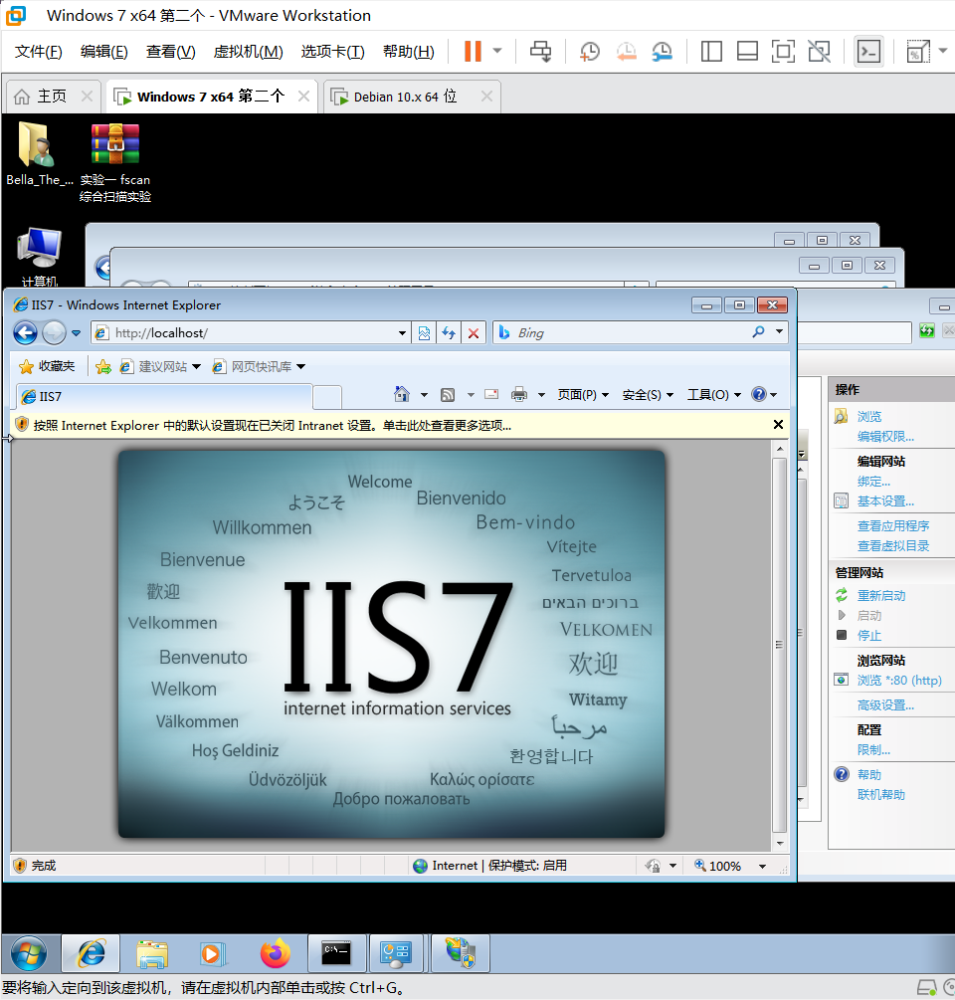 Windows 7 x64 第二个 - VMware Workstation
文件(F) 编辑(E) 查看(V) 虚拟机(M) 选项卡(T) 帮助(H)
主页 Windows 7 x64 第二个 Debian 10.x 64 位
Bella_The_...
实验一 fscan
综合扫描实验
计算机
IIS7 - Windows Internet Explorer
http://localhost/ Bing
收藏夹 建议网站 网页快讯库
IIS7 页面(P) 安全(S) 工具(O)
按照 Internet Explorer 中的默认设置现在已关闭 Intranet 设置。单击此处查看更多选项...
Welcome
ようこそ
Bienvenido
Willkommen
Bem-vindo
Vítejte
Bienvenue
Tervetuloa
歡迎
ברוכים הבאים
Velkommen
VELKOMEN
Benvenuto
欢迎
Welkom
Witamy
Välkommen
مرحباً
Hoş Geldiniz
환영합니다
Üdvözöljük
Καλώς ορίσατε
Добро пожаловать
IIS7
internet information services
完成 Internet | 保护模式: 启用 100%
操作
浏览
编辑权限...
编辑网站
绑定...
基本设置...
查看应用程序
查看虚拟目录
管理网站
重新启动
启动
停止
浏览网站
浏览 *:80 (http)
高级设置...
配置
限制...
帮助
联机帮助
C:\
要将输入定向到该虚拟机，请在虚拟机内部单击或按 Ctrl+G。